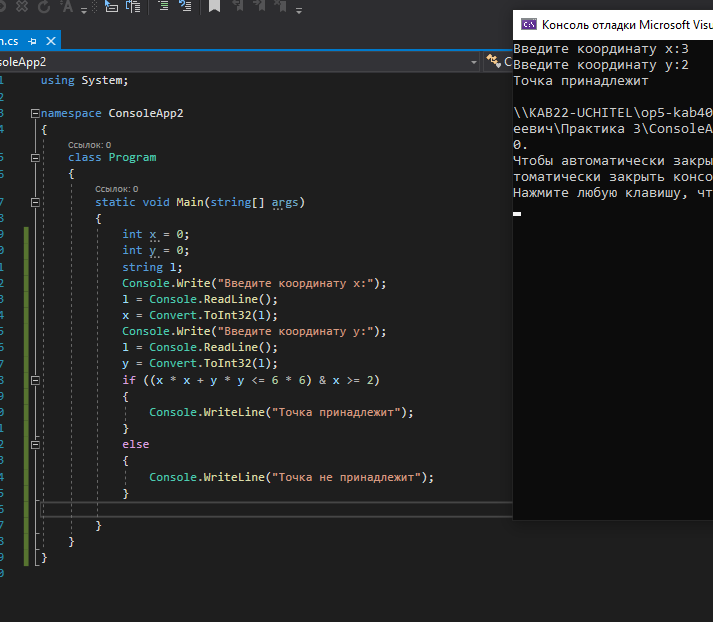 n.cs
soleApp2
using System;
namespace ConsoleApp2
{
Ссылок: 0
class Program
{
Ссылок: 0
static void Main(string[] args)
{
int x = 0;
int y = 0;
string l;
Console.Write("Введите координату x:");
l = Console.ReadLine();
x = Convert.ToInt32(l);
Console.Write("Введите координату y:");
l = Console.ReadLine();
y = Convert.ToInt32(l);
if ((x * x + y * y <= 6 * 6) & x >= 2)
{
Console.WriteLine("Точка принадлежит");
}
else
{
Console.WriteLine("Точка не принадлежит");
}
}
}
}
Консоль отладки Microsoft Visu
Введите координату x:3
Введите координату y:2
Точка принадлежит
\\KAB22-UCHITEL\op5-kab40
еевич\Практика 3\ConsoleA
0.
Чтобы автоматически закры
томатически закрыть консо
Нажмите любую клавишу, чт